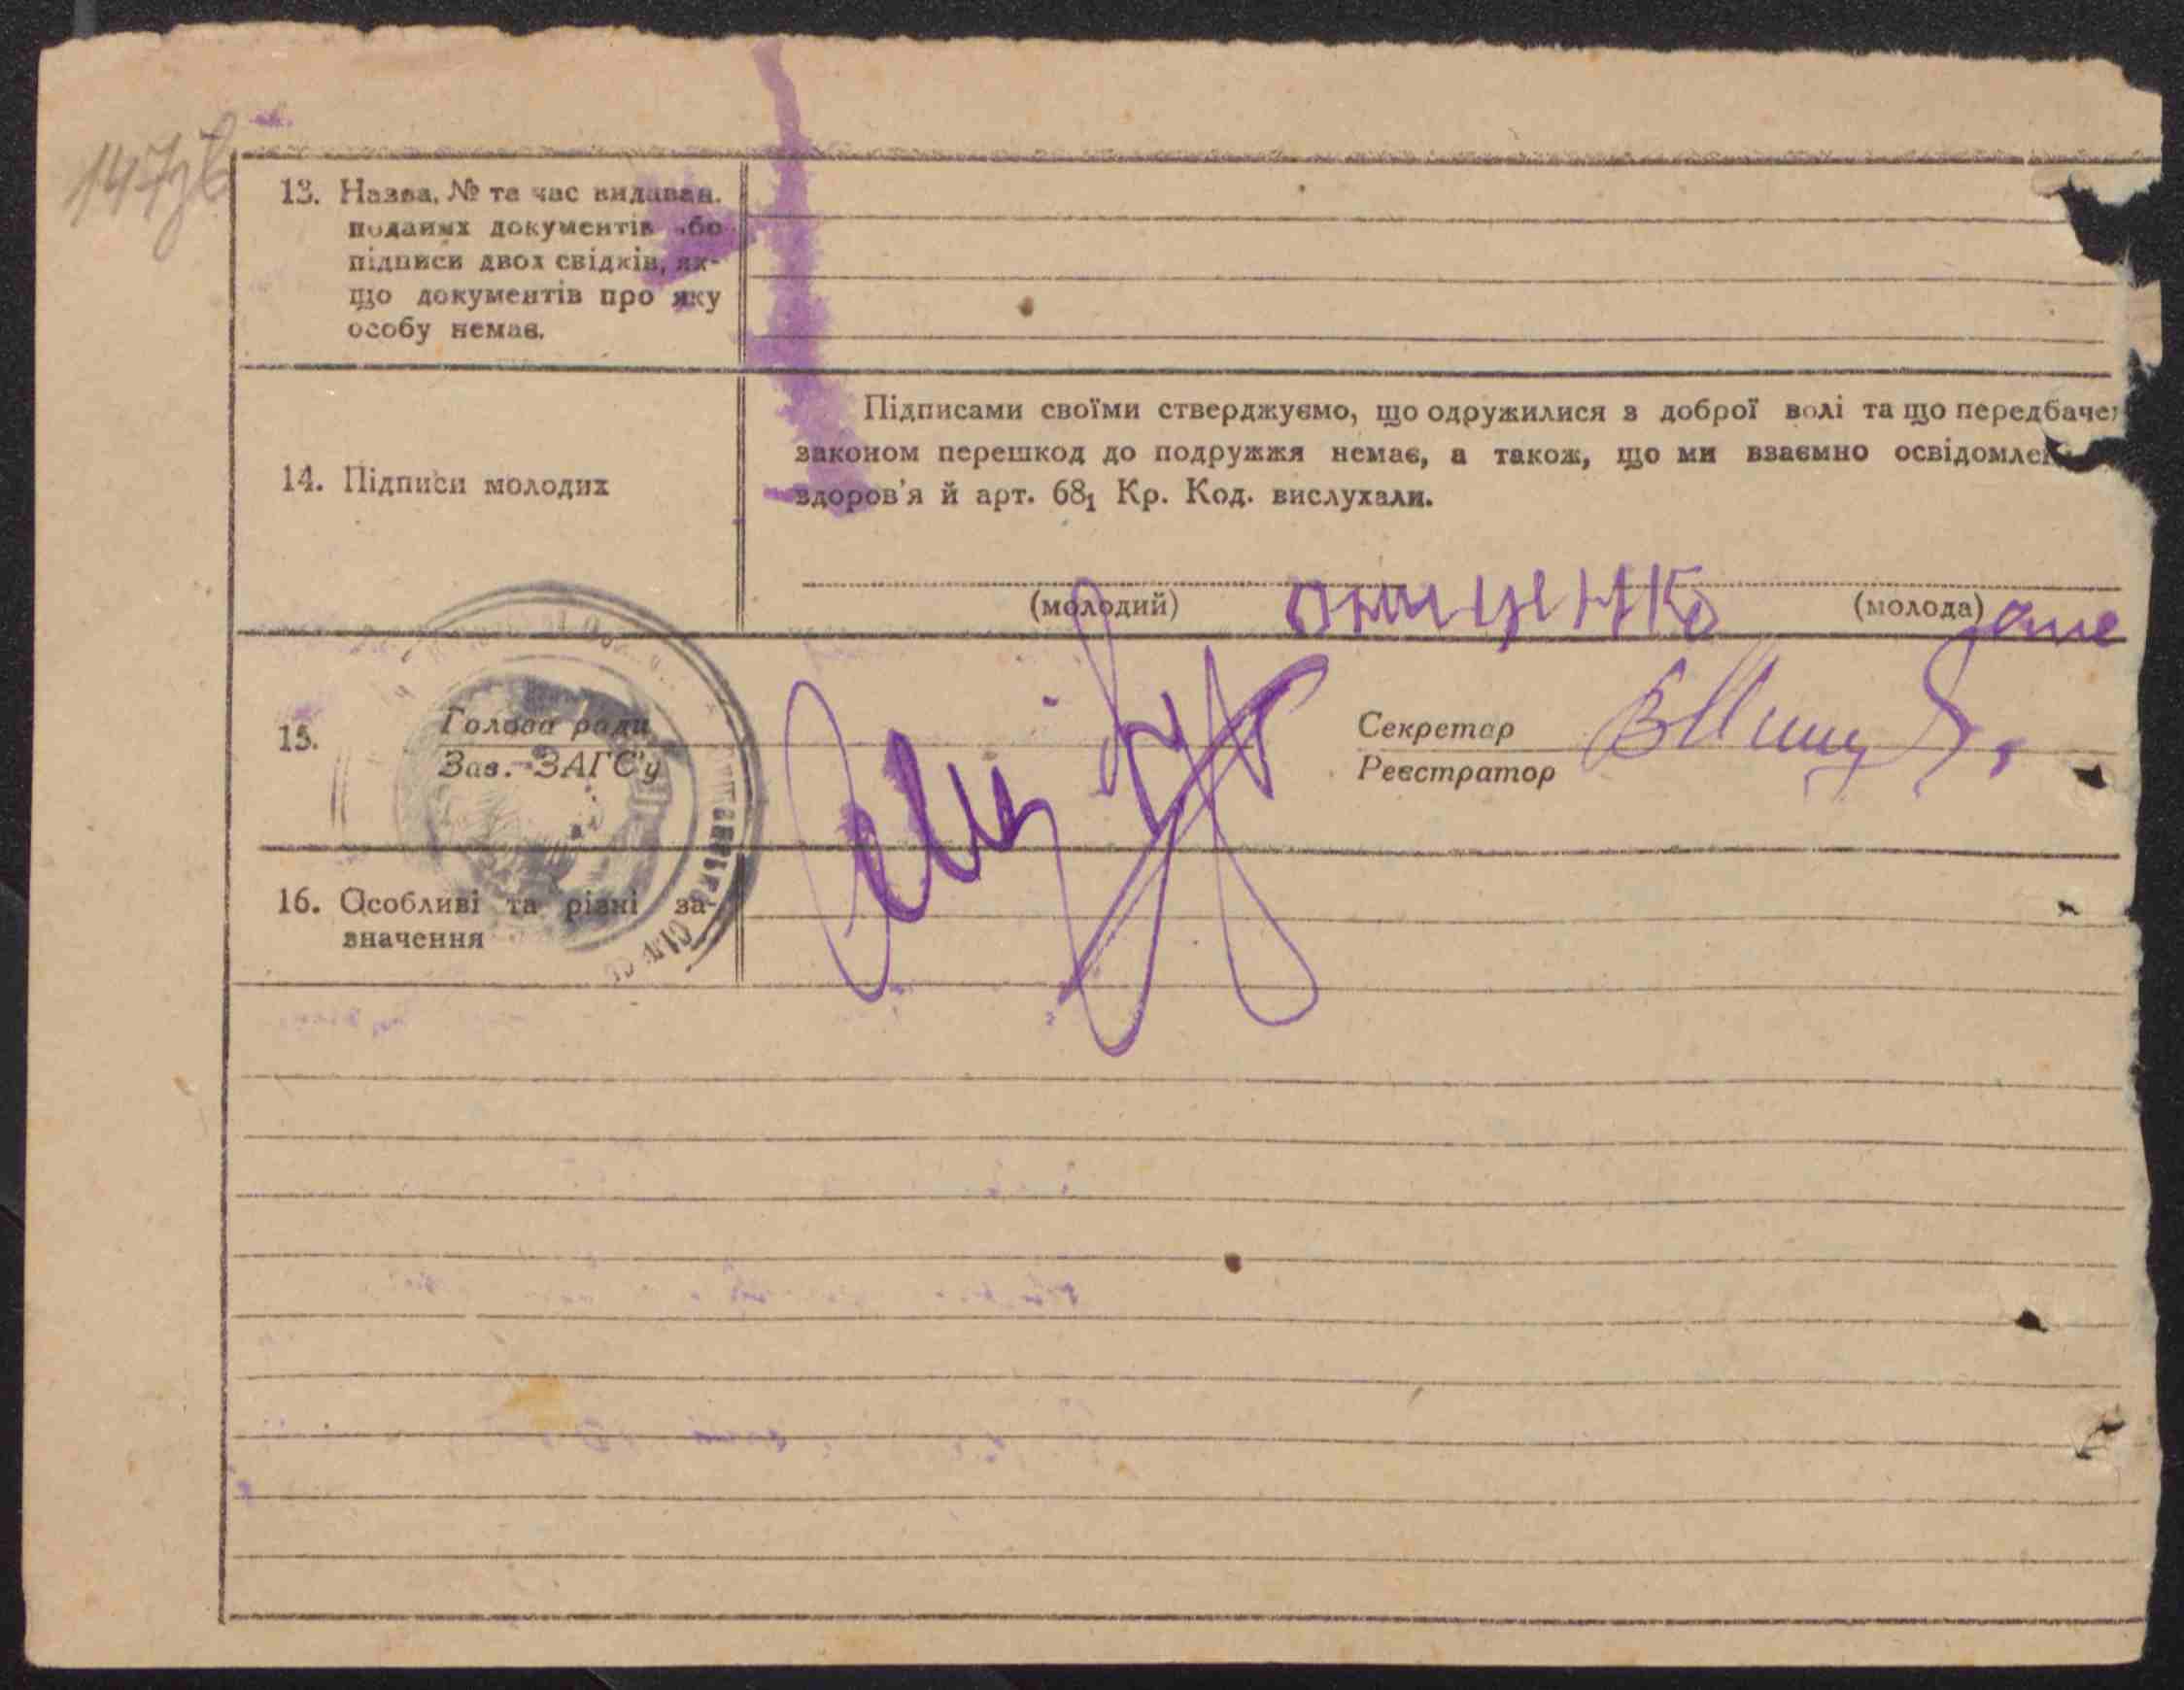 147зв
13. Назва, № та час видаван.
поданих документів або
підписи двох свідків, як-
що документів про яку
особу немає.
14. Підписи молодих
Підписами своїми стверджуємо, що одружилися з доброї волі та що передбачен
законом перешкод до подружжя немає, а також, що ми взаємно освідомлен
здоров'я й арт. 68₁ Кр. Код. вислухали.
(молодий) Онищенко (молода)
15. Голова ради
Зав. ЗАГС'у
Секретар
Реєстратор
16. Особливі та різні за-
значення